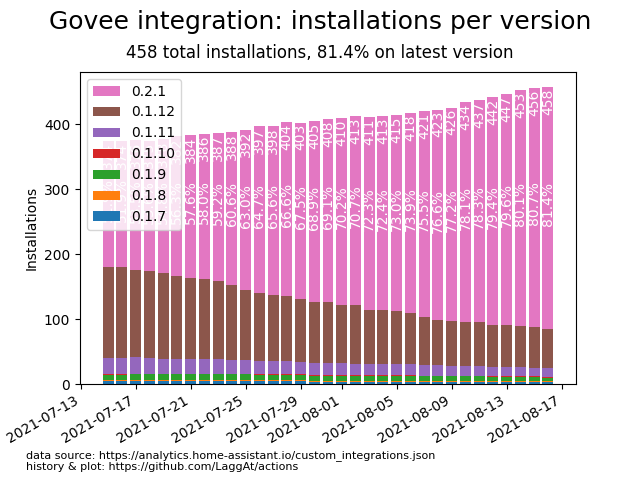 Govee integration: installations per version
458 total installations, 81.4% on latest version
0.2.1
0.1.12
0.1.11
0.1.10
0.1.9
0.1.8
0.1.7
Installations
400
300
200
100
0
384 386 387 388 392 397 398 404 403 405 408 410 413 411 413 415 418 421 423 426 434 437 442 447 453 456 458
56.3% 57.6% 58.0% 59.2% 60.6% 63.0% 64.7% 65.6% 66.6% 67.5% 68.9% 69.1% 70.2% 70.7% 72.3% 72.4% 73.0% 73.9% 75.5% 76.6% 77.2% 78.1% 78.3% 79.4% 79.6% 80.1% 80.7% 81.4%
2021-07-13 2021-07-17 2021-07-21 2021-07-25 2021-07-29 2021-08-01 2021-08-05 2021-08-09 2021-08-13 2021-08-17
data source: https://analytics.home-assistant.io/custom_integrations.json
history & plot: https://github.com/LaggAt/actions